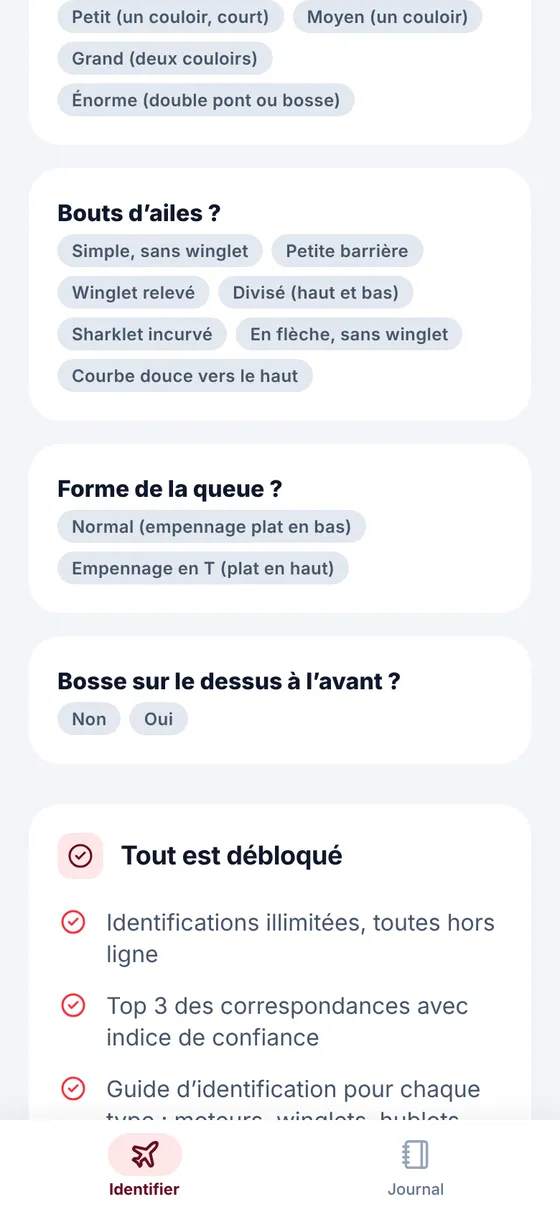 Petit (un couloir, court) Moyen (un couloir)
Grand (deux couloirs)
Énorme (double pont ou bosse)
Bouts d’ailes ?
Simple, sans winglet Petite barrière
Winglet relevé Divisé (haut et bas)
Sharklet incurvé En flèche, sans winglet
Courbe douce vers le haut
Forme de la queue ?
Normal (empennage plat en bas)
Empennage en T (plat en haut)
Bosse sur le dessus à l’avant ?
Non Oui
Tout est débloqué
Identifications illimitées, toutes hors
ligne
Top 3 des correspondances avec
indice de confiance
Guide d’identification pour chaque
type : moteurs, winglets, hublots
Identifier Journal